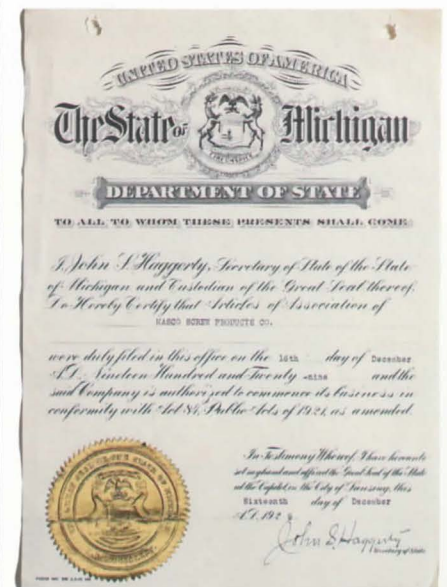 UNITED STATES OF AMERICA
The State of Michigan
DEPARTMENT OF STATE
TO ALL TO WHOM THESE PRESENTS SHALL COME
I, John S. Haggerty, Secretary of State of the State
of Michigan and Custodian of the Great Seal thereof,
Do Hereby Certify that Articles of Association of
MASCO SCREW PRODUCTS CO.
were duly filed in this office on the 16th day of December
A.D. Nineteen Hundred and Twenty -nine and the
said Company is authorized to commence its business in
conformity with Act 84, Public Acts of 1921, as amended.
In Testimony Whereof, I have hereunto
set my hand and affixed the Great Seal of the State
at the Capitol, in the City of Lansing, this
Sixteenth day of December
A.D. 192 9
John S. Haggerty
Secretary of State